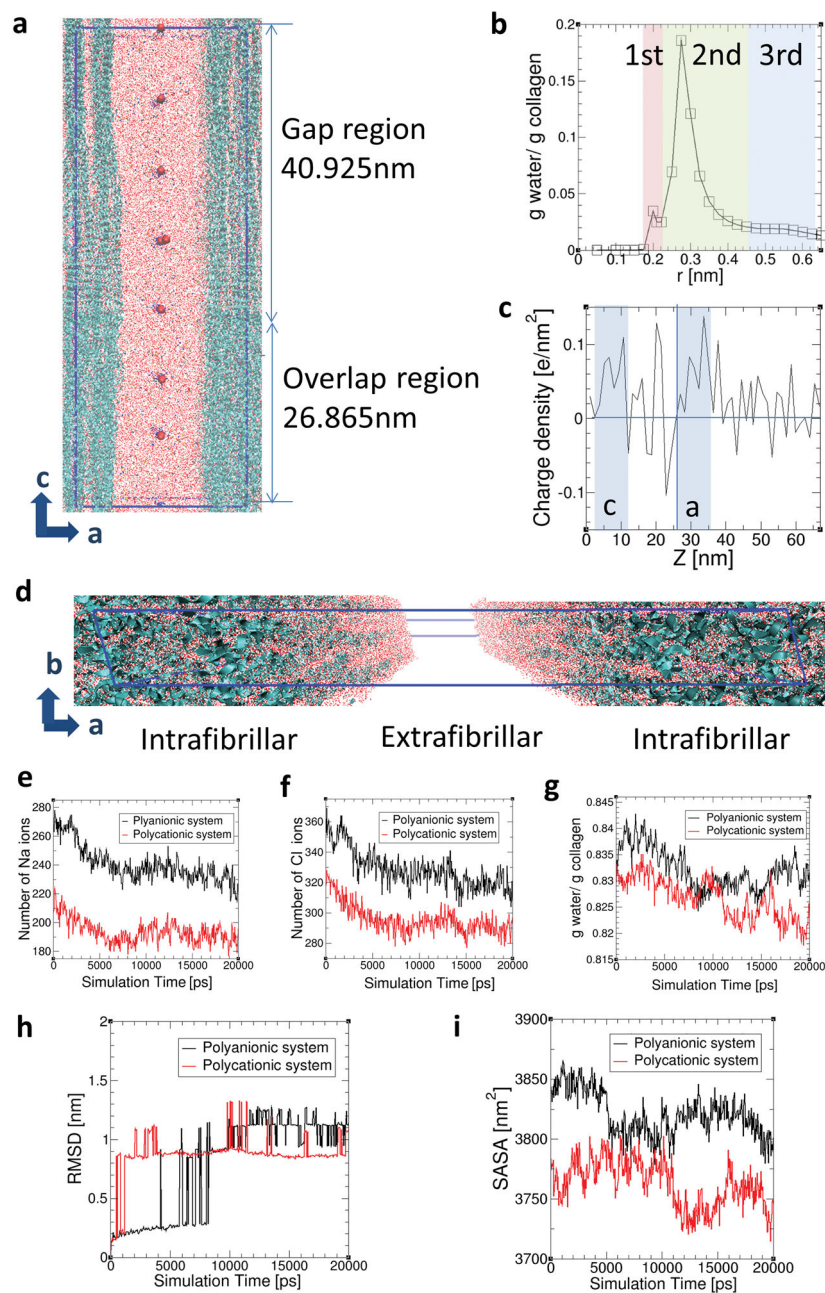 a
Gap region
40.925nm
Overlap region
26.865nm
c
a
b
g water/ g collagen
0.2
0.15
0.1
0.05
0
1st 2nd 3rd
0 0.1 0.2 0.3 0.4 0.5 0.6
r [nm]
c
Charge density [e/nm2]
0.1
0
-0.1
c
a
0 10 20 30 40 50 60
Z [nm]
d
b
a
Intrafibrillar Extrafibrillar Intrafibrillar
e
Number of Na ions
280
260
240
220
200
180
Plyanionic system
Polycationic system
0 5000 10000 15000 20000
Simulation Time [ps]
f
Number of Cl ions
360
340
320
300
280
Polyanionic system
Polycationic system
0 5000 10000 15000 20000
Simulation Time [ps]
g
g water/ g collagen
0.845
0.84
0.835
0.83
0.825
0.82
0.815
Polyanionic system
Polycationic system
0 5000 10000 15000 20000
Simulation Time [ps]
h
RMSD [nm]
2
1.5
1
0.5
0
Polyanionic system
Polycationic system
0 5000 10000 15000 20000
Simulation Time [ps]
i
SASA [nm2]
3900
3850
3800
3750
3700
Polyanionic system
Polycationic system
0 5000 10000 15000 20000
Simulation Time [ps]